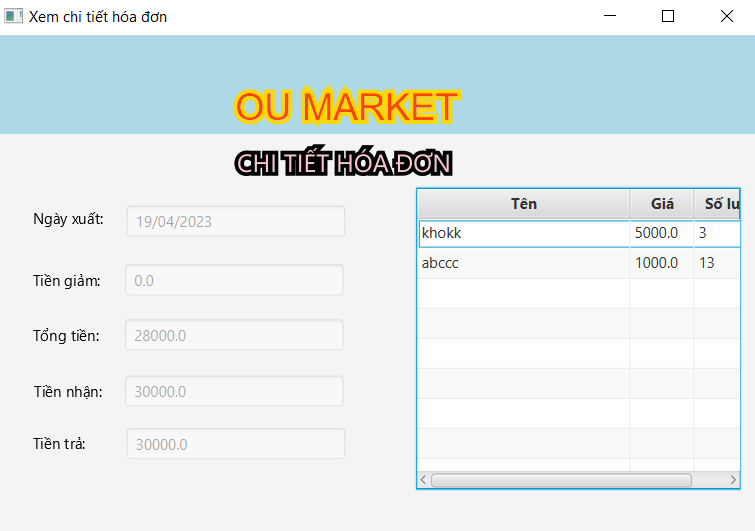 Xem chi tiết hóa đơn
OU MARKET
CHI TIẾT HÓA ĐƠN
Ngày xuất: 19/04/2023
Tiền giảm: 0.0
Tổng tiền: 28000.0
Tiền nhận: 30000.0
Tiền trả: 30000.0
Tên Giá Số lu
khokk 5000.0 3
abccc 1000.0 13